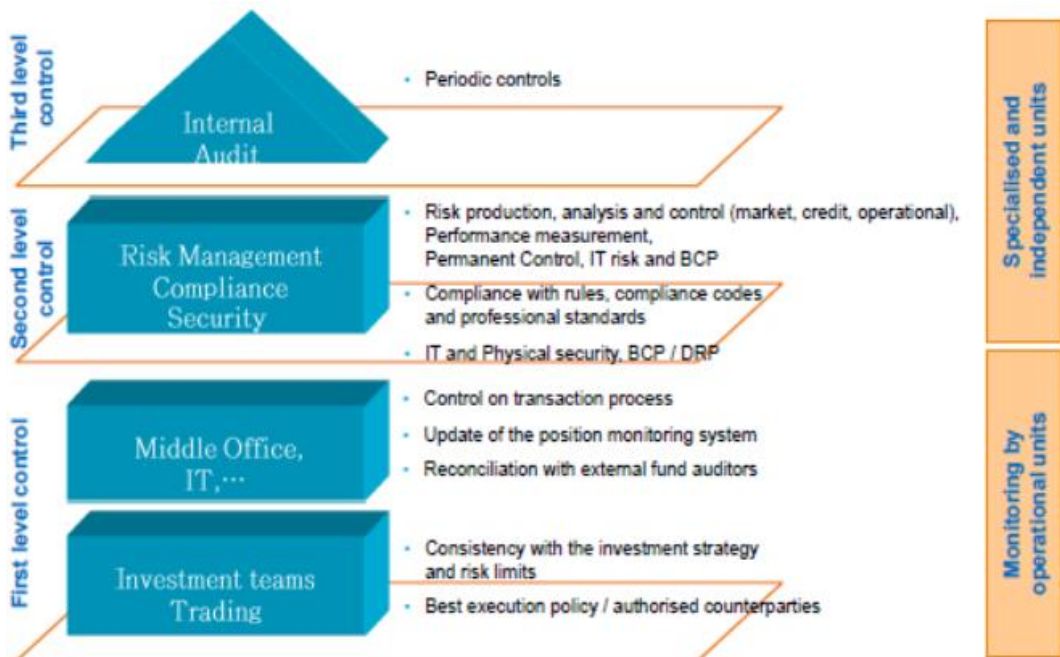 Third level
control
Internal
Audit
• Periodic controls
Second level
control
Risk Management
Compliance
Security
• Risk production, analysis and control (market, credit, operational),
Performance measurement,
Permanent Control, IT risk and BCP
• Compliance with rules, compliance codes
and professional standards
• IT and Physical security, BCP / DRP
Specialised and
independent units
First level control
Middle Office,
IT,…
• Control on transaction process
• Update of the position monitoring system
• Reconciliation with external fund auditors
Investment teams
Trading
• Consistency with the investment strategy
and risk limits
• Best execution policy / authorised counterparties
Monitoring by
operational units